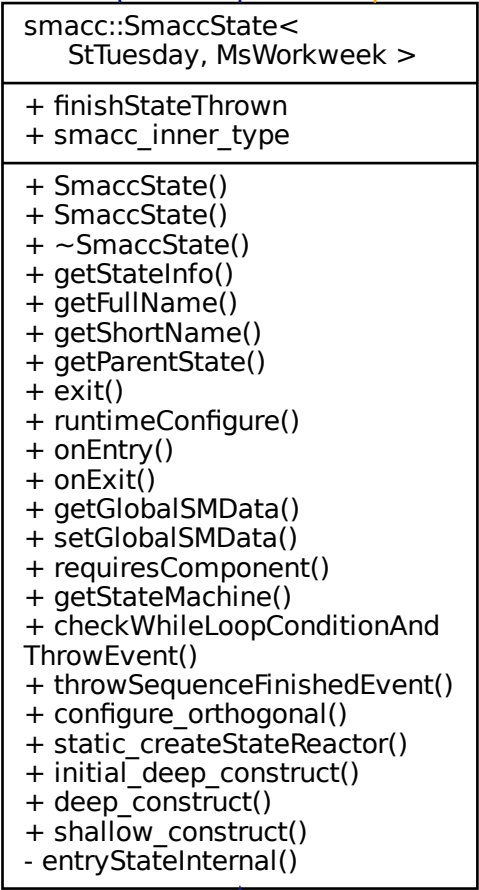 smacc::SmaccState<
StTuesday, MsWorkweek >
+ finishStateThrown
+ smacc_inner_type
+ SmaccState()
+ SmaccState()
+ ~SmaccState()
+ getStateInfo()
+ getFullName()
+ getShortName()
+ getParentState()
+ exit()
+ runtimeConfigure()
+ onEntry()
+ onExit()
+ getGlobalSMData()
+ setGlobalSMData()
+ requiresComponent()
+ getStateMachine()
+ checkWhileLoopConditionAnd
ThrowEvent()
+ throwSequenceFinishedEvent()
+ configure_orthogonal()
+ static_createStateReactor()
+ initial_deep_construct()
+ deep_construct()
+ shallow_construct()
- entryStateInternal()